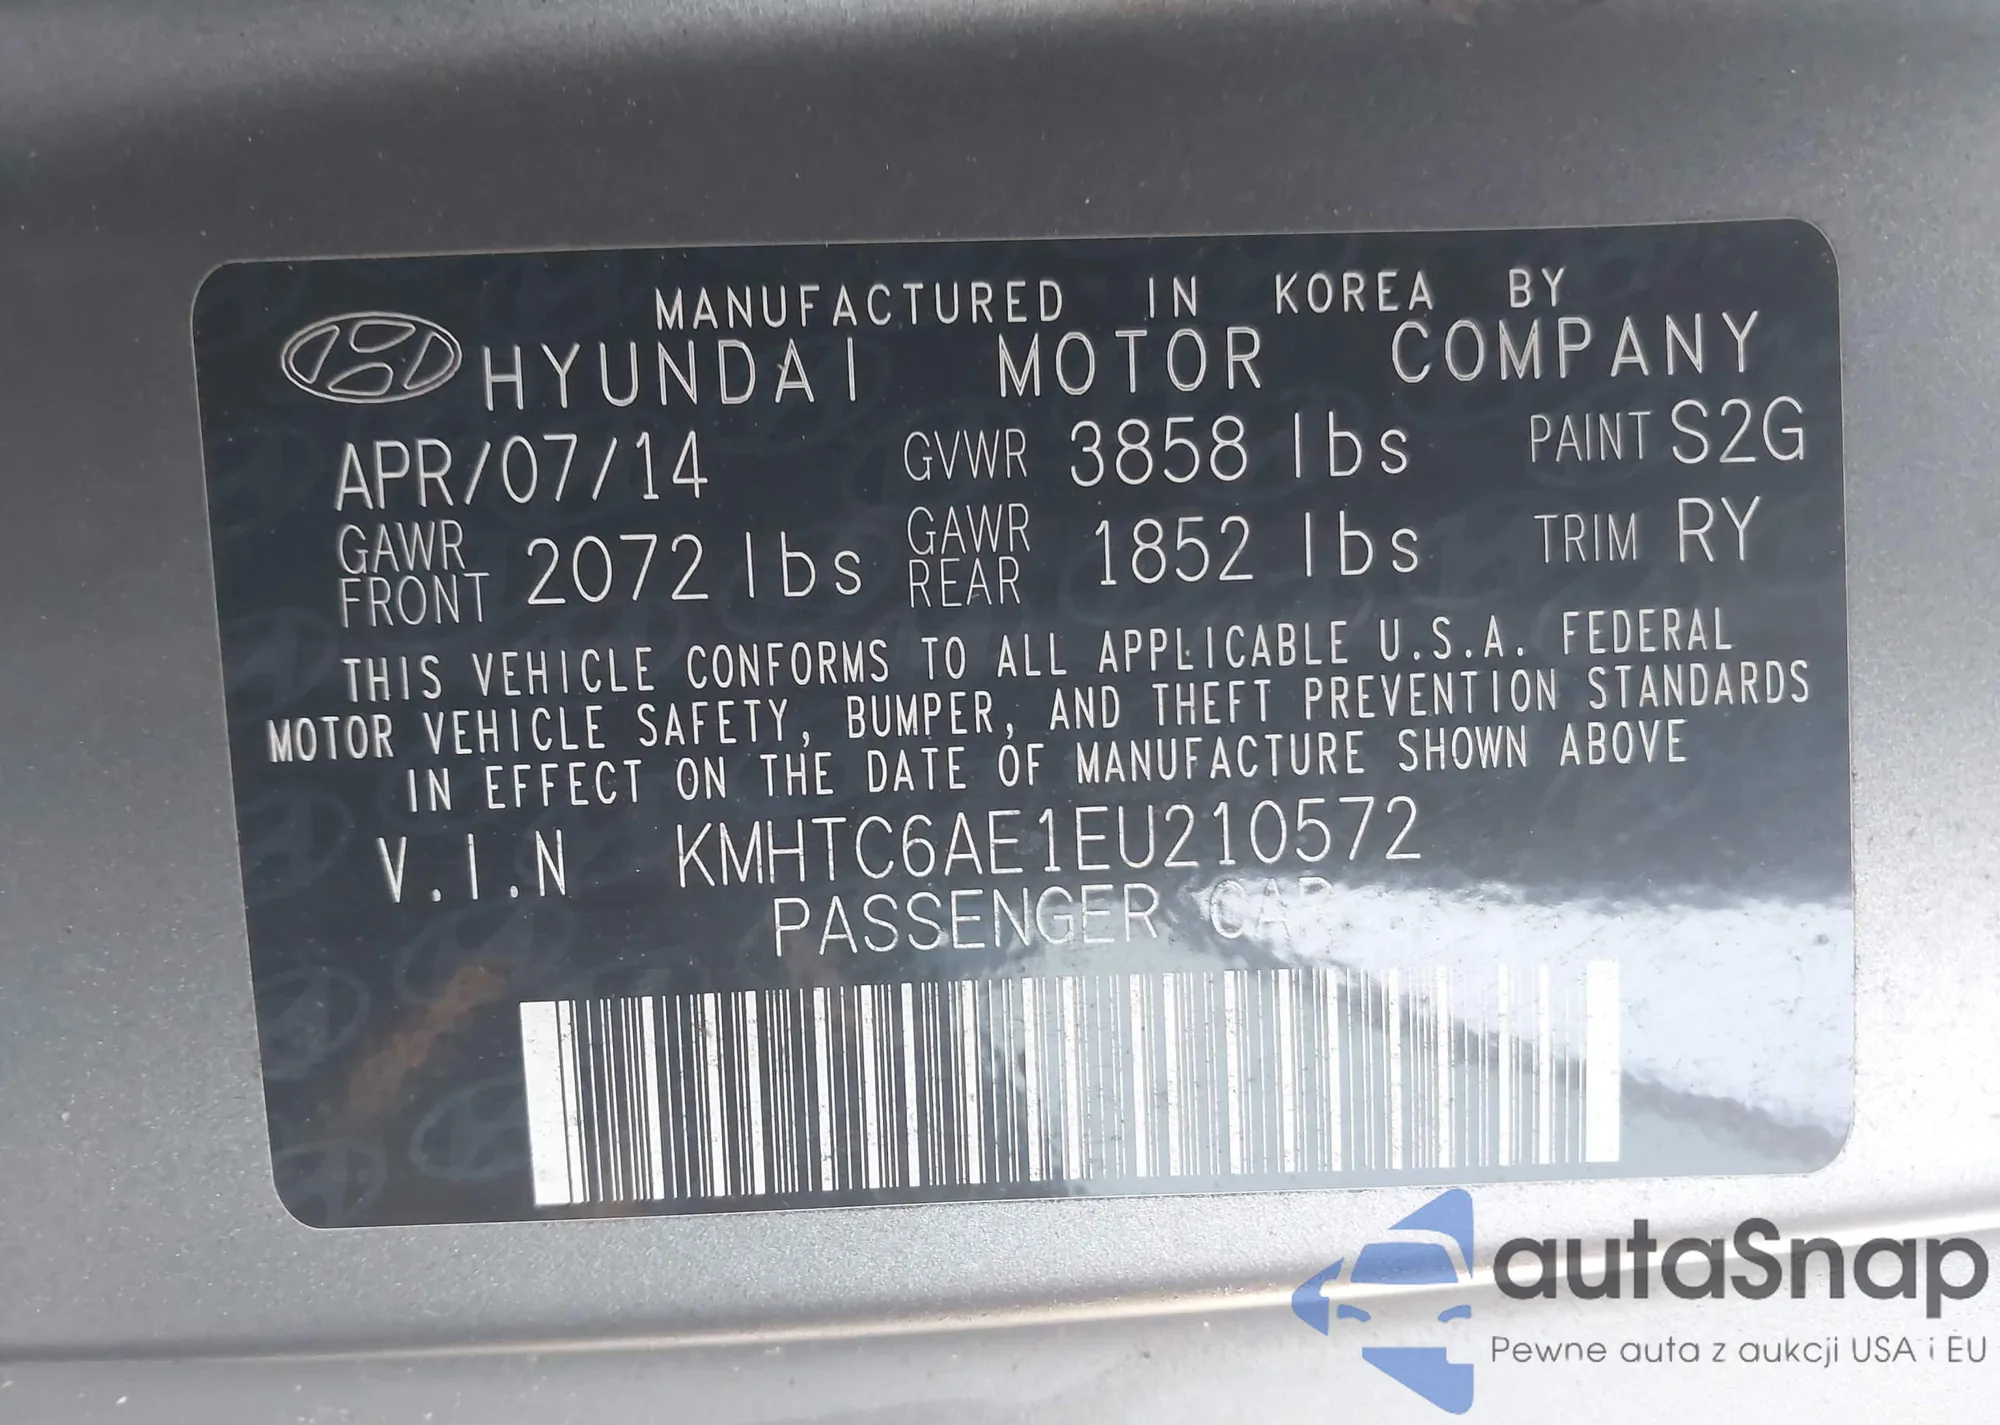 MANUFACTURED IN KOREA BY
HYUNDAI MOTOR COMPANY
APR/07/14 GVWR 3858 lbs PAINT S2G
GAWR FRONT 2072 lbs GAWR REAR 1852 lbs TRIM RY
THIS VEHICLE CONFORMS TO ALL APPLICABLE U.S.A. FEDERAL
MOTOR VEHICLE SAFETY, BUMPER, AND THEFT PREVENTION STANDARDS
IN EFFECT ON THE DATE OF MANUFACTURE SHOWN ABOVE
V.I.N KMHTC6AE1EU210572
PASSENGER CAR
autaSnap
Pewne auta z aukcji USA i EU